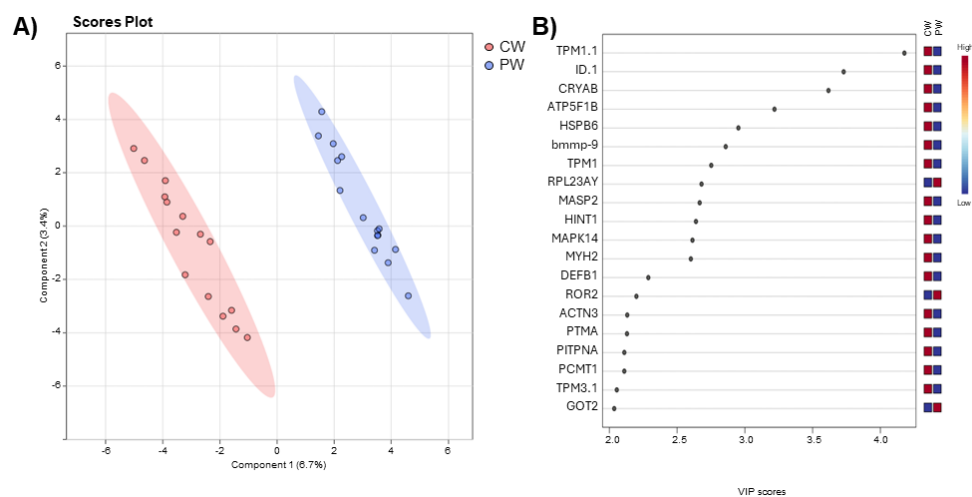 A)
Scores Plot
CW
PW
6
4
2
0
-2
-4
-6
-6
-4
-2
0
2
4
6
Component 2 (3.4%)
Component 1 (6.7%)
B)
CW
PW
High
Low
TPM1.1
ID.1
CRYAB
ATP5F1B
HSPB6
bmmp-9
TPM1
RPL23AY
MASP2
HINT1
MAPK14
MYH2
DEFB1
ROR2
ACTN3
PTMA
PITPNA
PCMT1
TPM3.1
GOT2
2.0
2.5
3.0
3.5
4.0
VIP scores